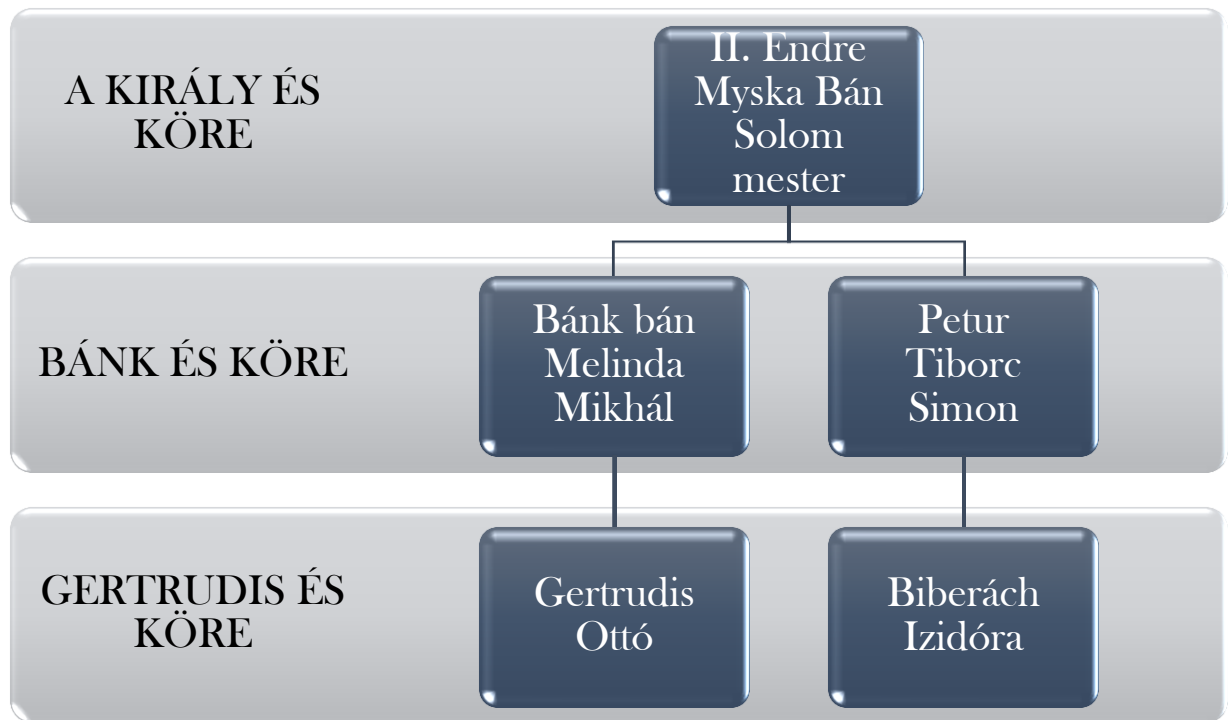 A KIRÁLY ÉS
KÖRE
II. Endre
Myska Bán
Solom
mester
BÁNK ÉS KÖRE
Bánk bán
Melinda
Mikhál
Petur
Tiborc
Simon
GERTRUDIS ÉS
KÖRE
Gertrudis
Ottó
Biberách
Izidóra